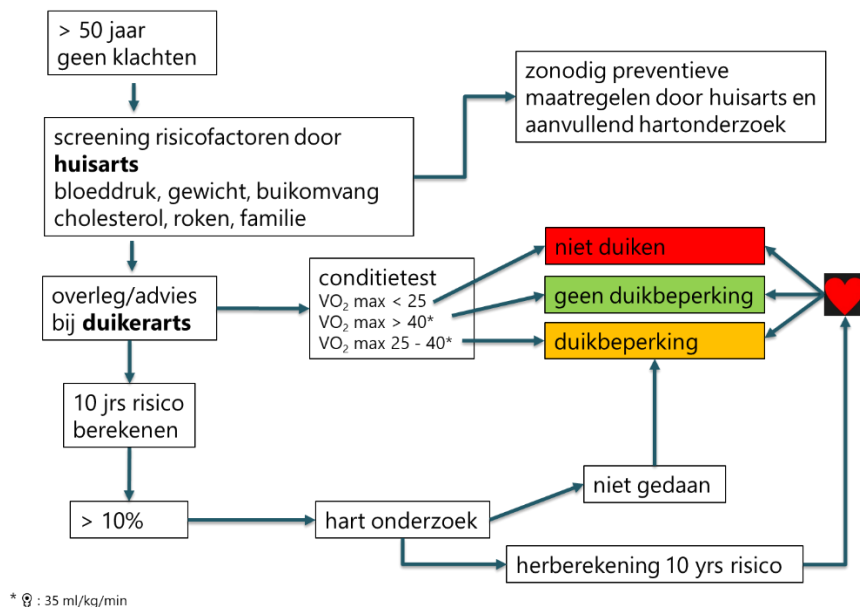 > 50 jaar
geen klachten
zonodig preventieve
maatregelen door huisarts en
aanvullend hartonderzoek
screening risicofactoren door
huisarts
bloeddruk, gewicht, buikomvang
cholesterol, roken, familie
overleg/advies
bij duikerarts
conditietest
VO₂ max < 25
VO₂ max > 40*
VO₂ max 25 - 40*
niet duiken
geen duikbeperking
duikbeperking
10 jrs risico
berekenen
> 10%
hart onderzoek
niet gedaan
herberekening 10 yrs risico
* : 35 ml/kg/min